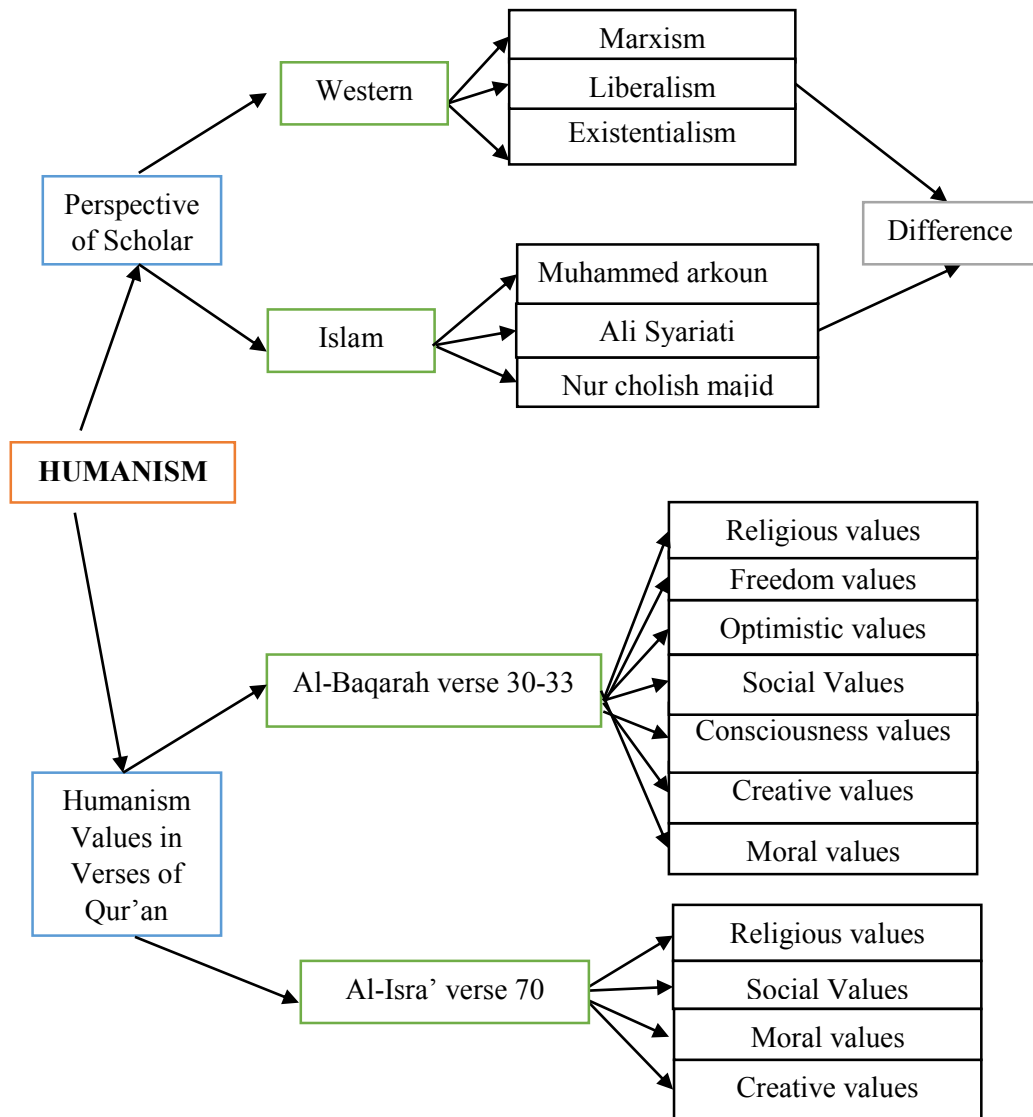 Marxism
Western
Liberalism
Existentialism
Perspective
of Scholar
Difference
Muhammed arkoun
Islam
Ali Syariati
Nur cholish majid
HUMANISM
Religious values
Freedom values
Optimistic values
Al-Baqarah verse 30-33
Social Values
Consciousness values
Creative values
Moral values
Humanism
Values in
Verses of
Qur’an
Al-Isra’ verse 70
Religious values
Social Values
Moral values
Creative values